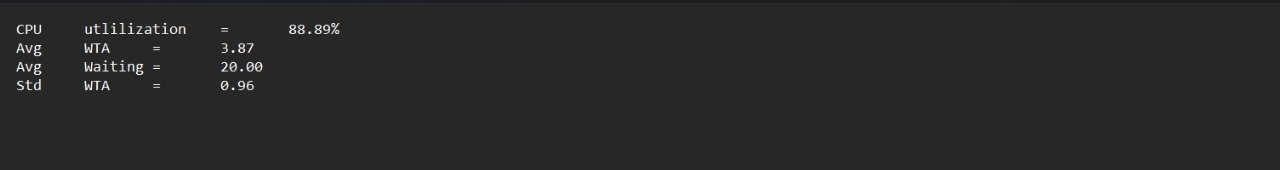 CPU utlilization = 88.89%
Avg WTA = 3.87
Avg Waiting = 20.00
Std WTA = 0.96